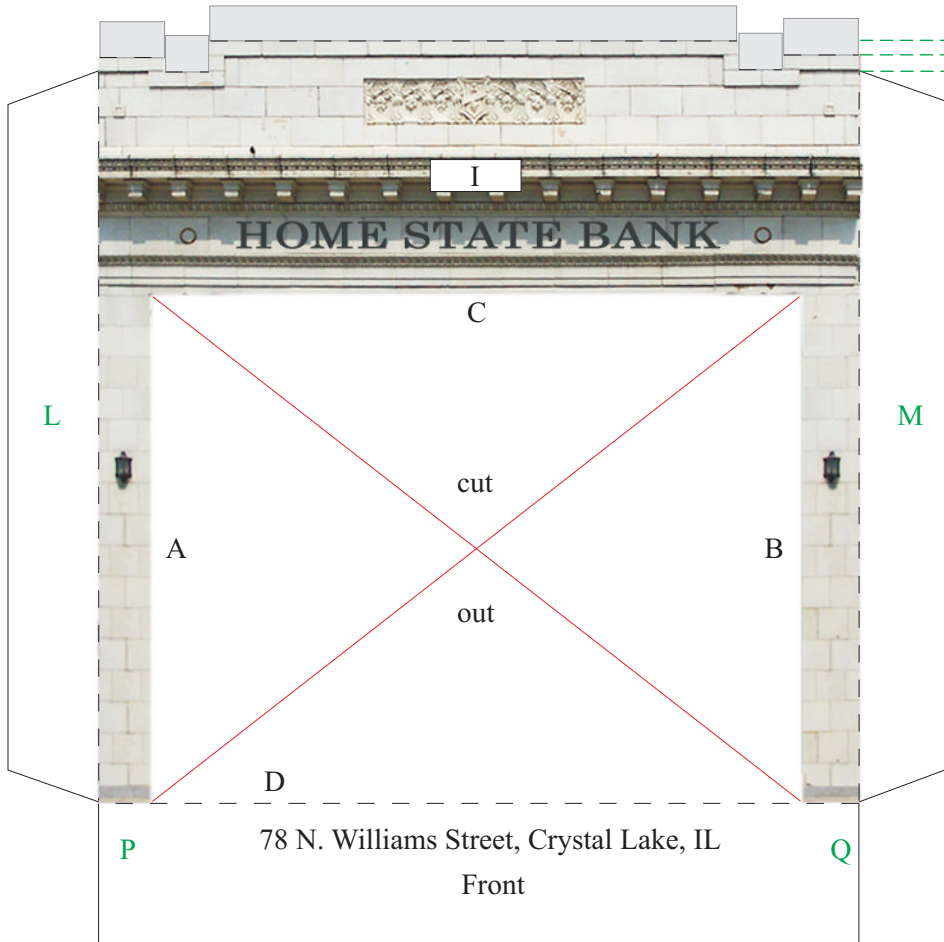 I
HOME STATE BANK
C
L
M
cut
A
B
out
D
P
78 N. Williams Street, Crystal Lake, IL
Q
Front